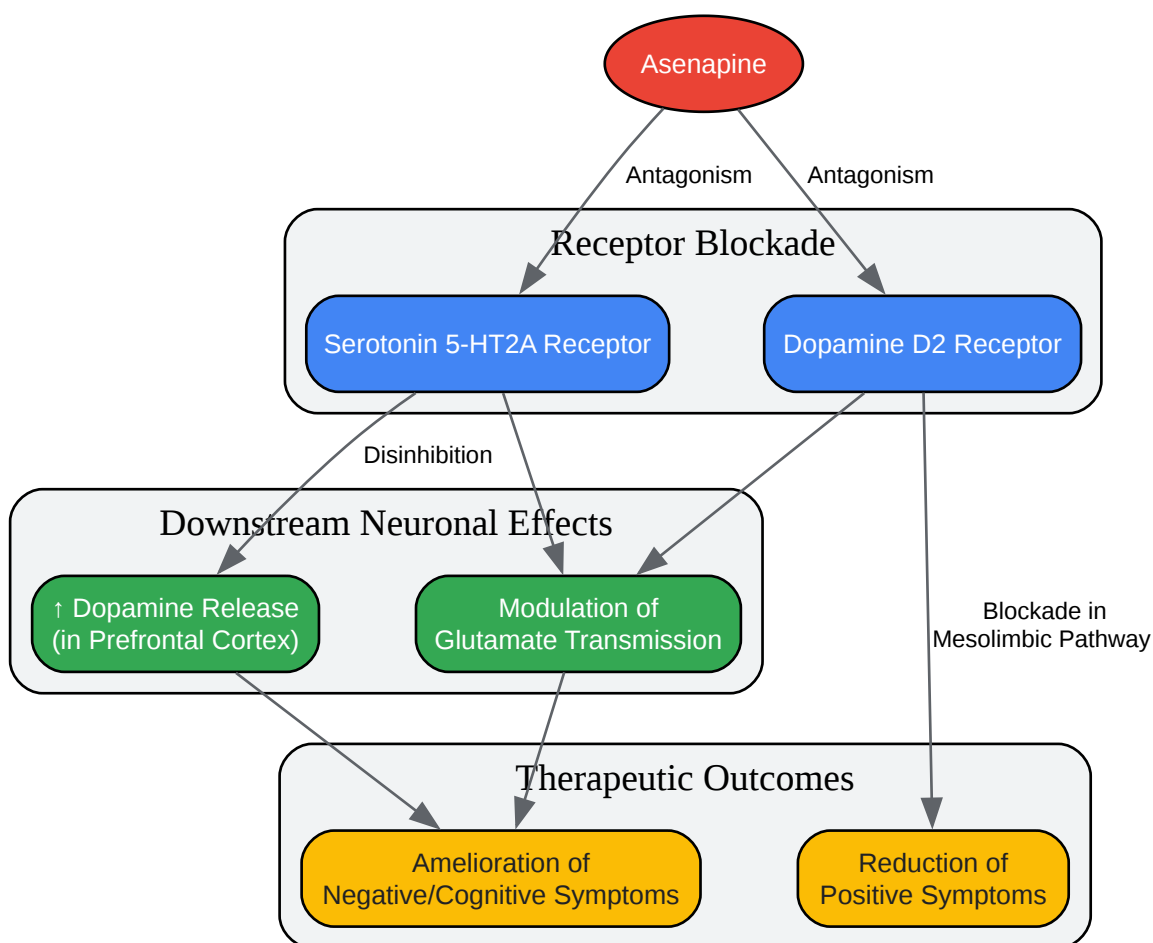 Asenapine
Antagonism
Antagonism
Receptor Blockade
Serotonin 5-HT2A Receptor
Dopamine D2 Receptor
Disinhibition
Downstream Neuronal Effects
↑ Dopamine Release
(in Prefrontal Cortex)
Modulation of
Glutamate Transmission
Blockade in
Mesolimbic Pathway
Therapeutic Outcomes
Amelioration of
Negative/Cognitive Symptoms
Reduction of
Positive Symptoms